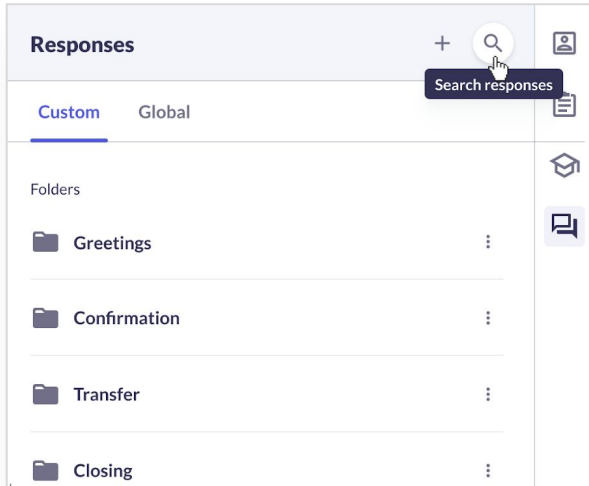 Responses
Search responses
Custom Global
Folders
Greetings
Confirmation
Transfer
Closing